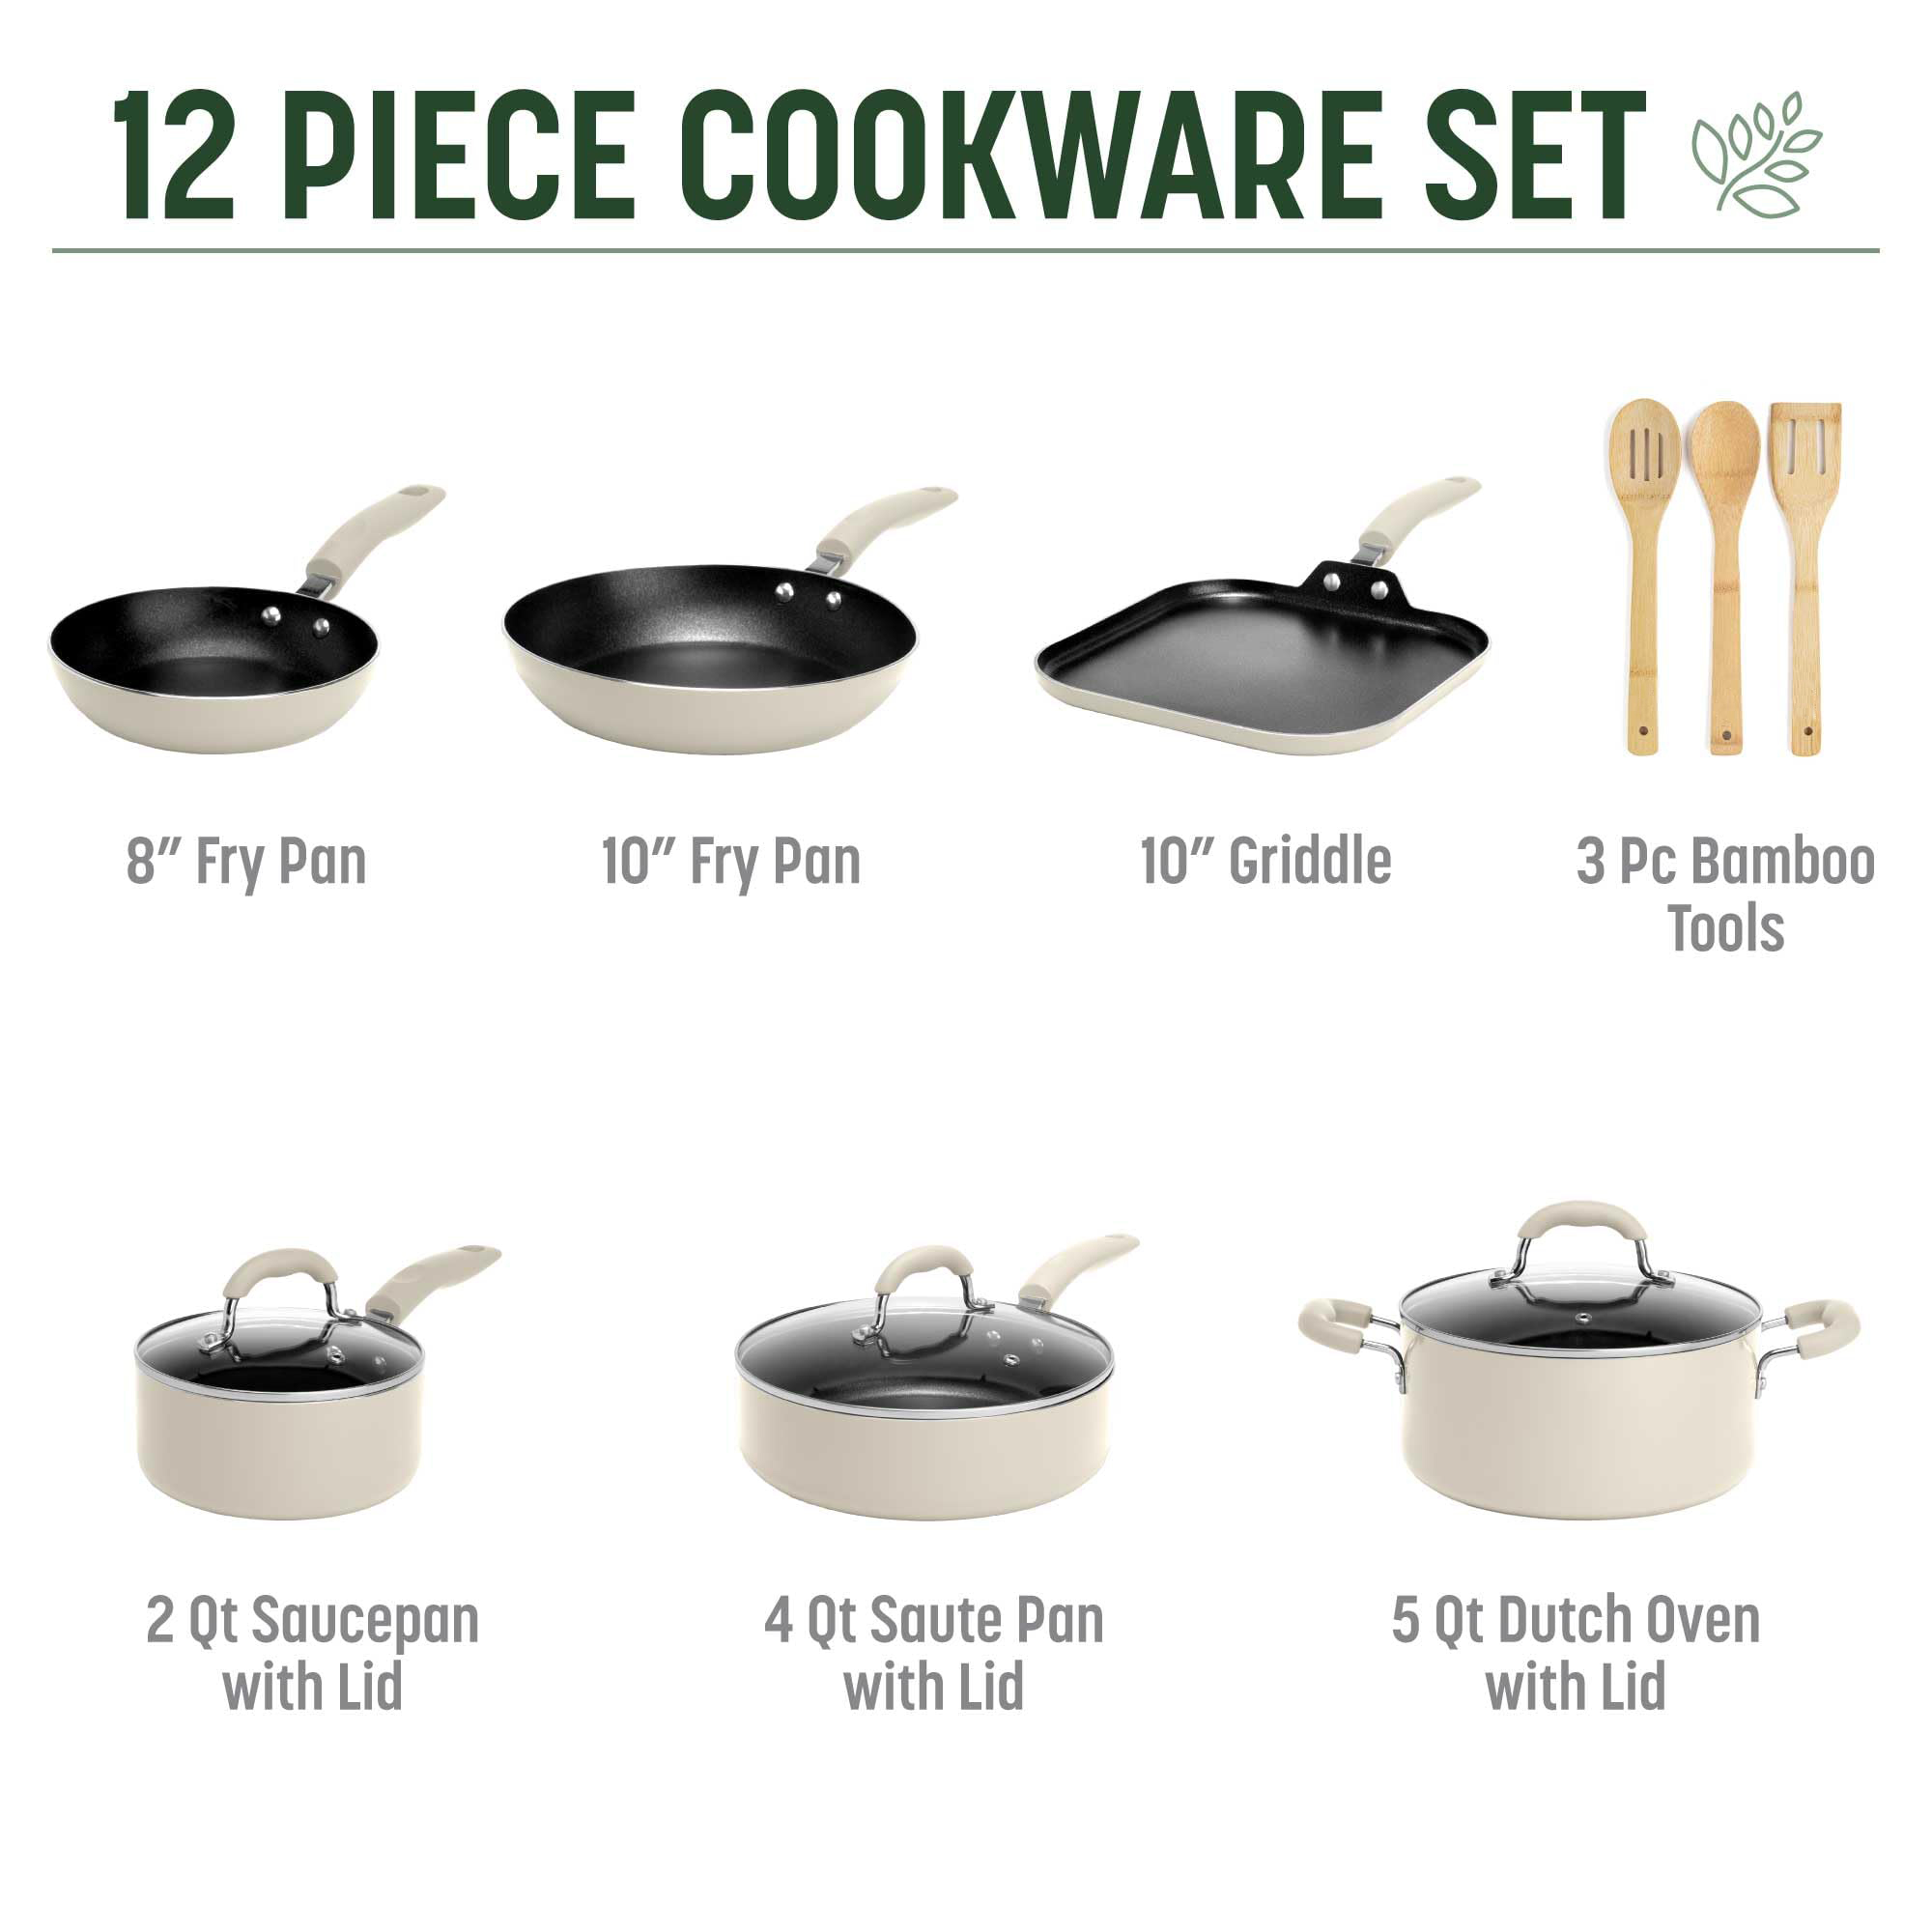 12 PIECE COOKWARE SET
8” Fry Pan
10” Fry Pan
10” Griddle
3 Pc Bamboo
Tools
2 Qt Saucepan
with Lid
4 Qt Saute Pan
with Lid
5 Qt Dutch Oven
with Lid